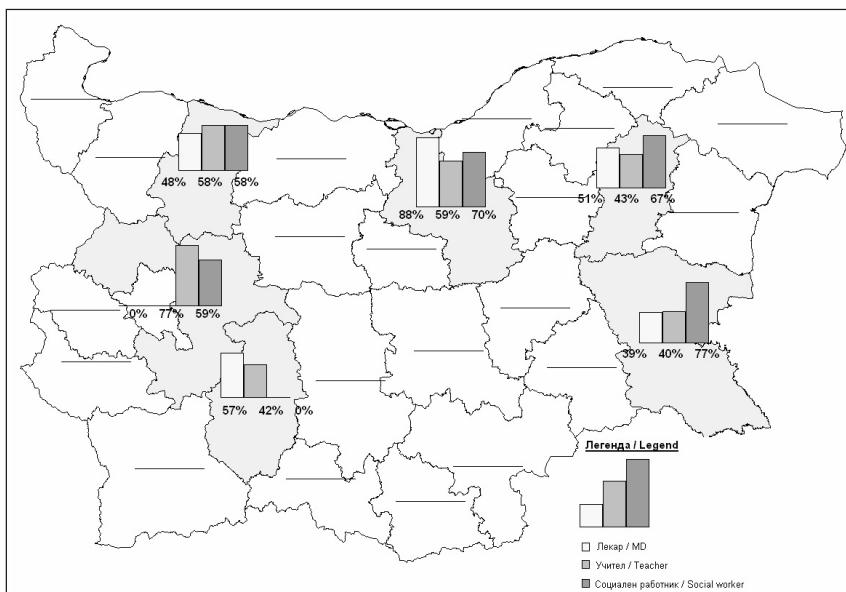 48% 58% 58%
88% 59% 70%
51% 43% 67%
0% 77% 59%
39% 40% 77%
57% 42% 0%
Легенда / Legend
Лекар / MD
Учител / Teacher
Социален работник / Social worker